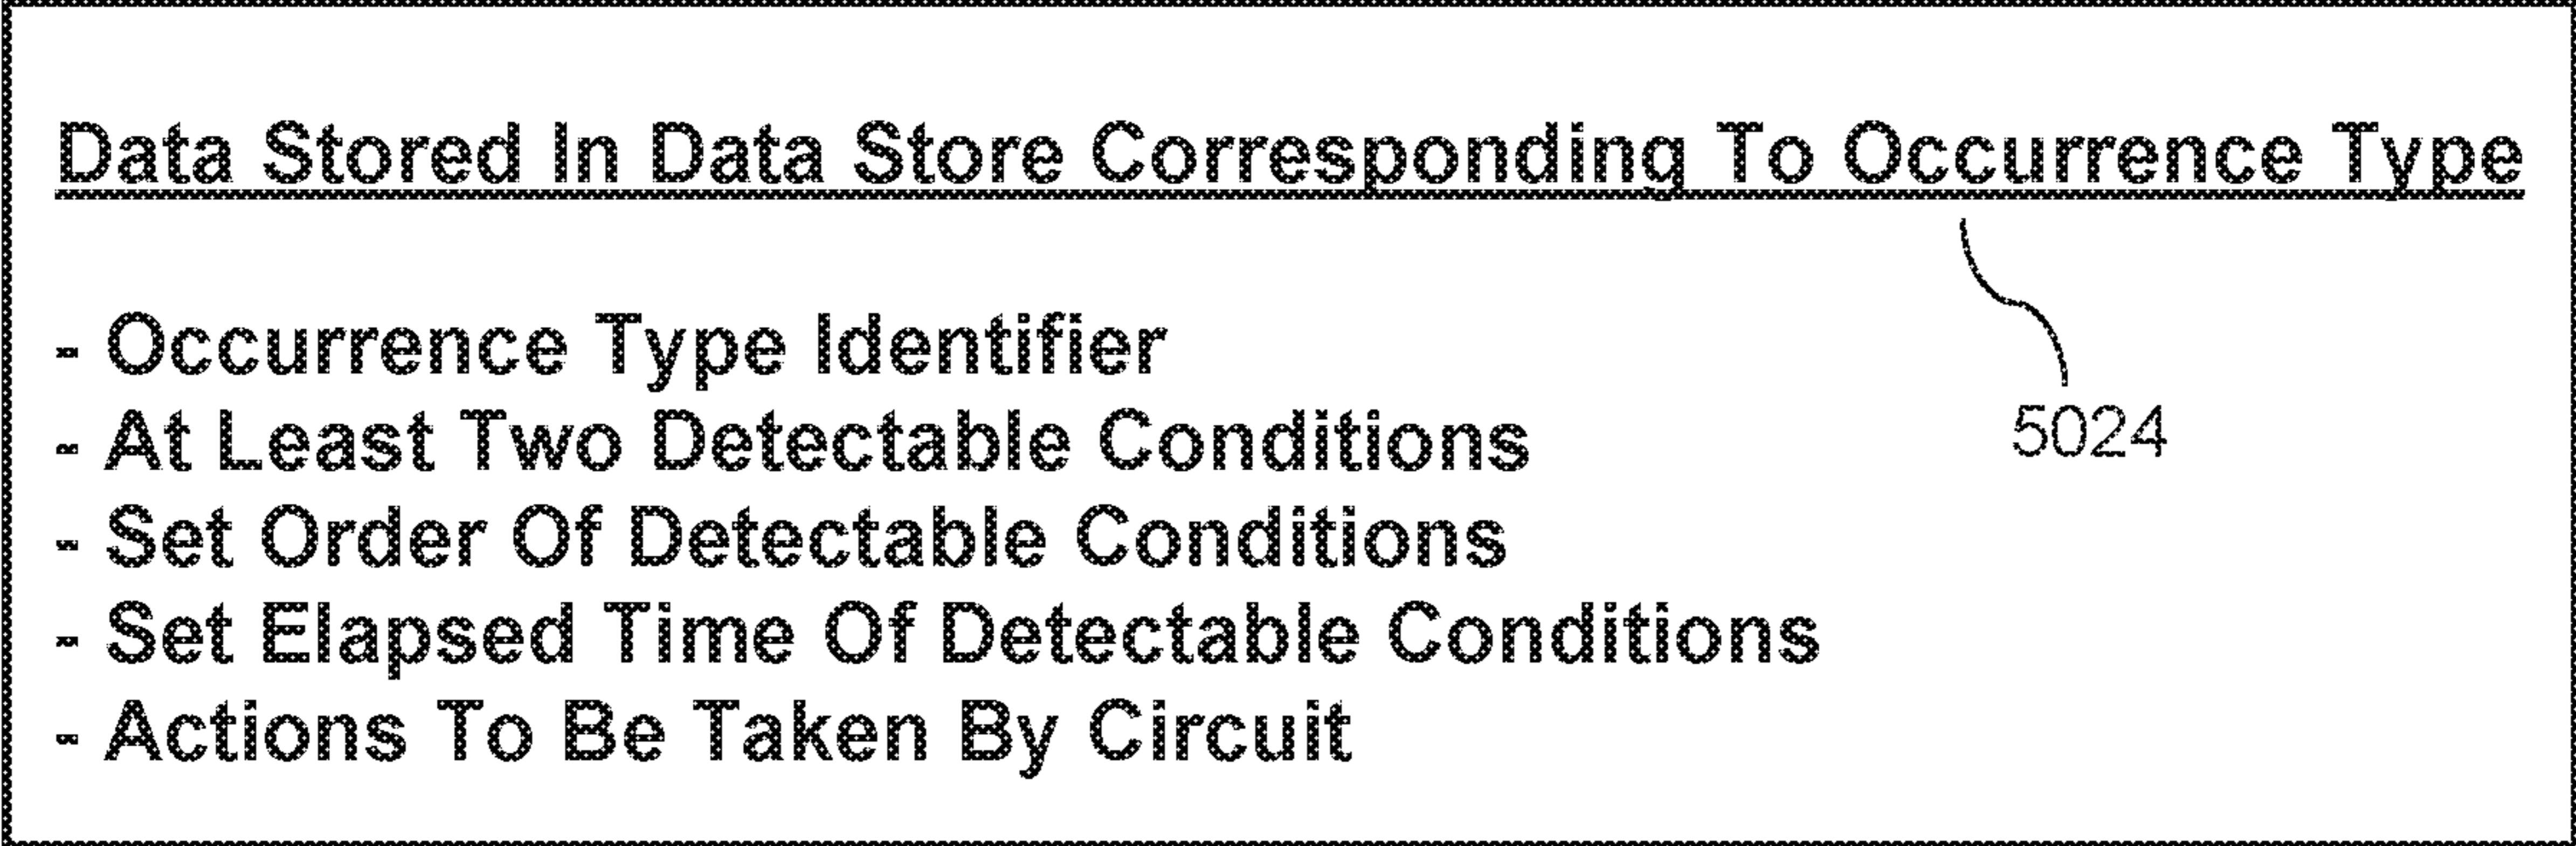 Data Stored In Data Store Corresponding To Occurrence Type
- Occurrence Type Identifier
- At Least Two Detectable Conditions
- Set Order Of Detectable Conditions
- Set Elapsed Time Of Detectable Conditions
- Actions To Be Taken By Circuit
5024